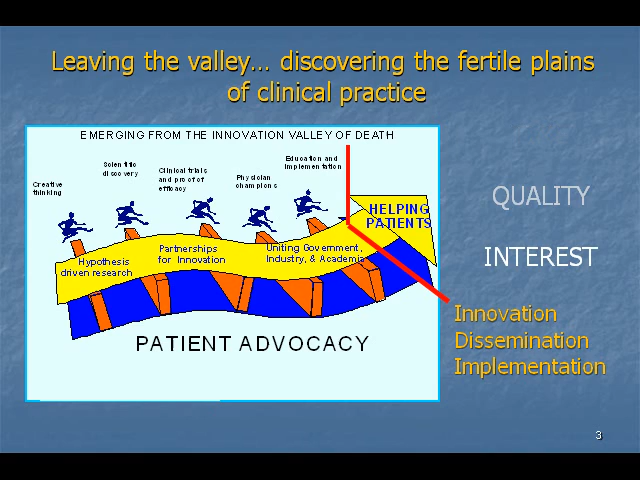 Leaving the valley... discovering the fertile plains
of clinical practice
EMERGING FROM THE INNOVATION VALLEY OF DEATH
Creative
thinking
Scientific
discovery
Clinical trials
and proof of
efficacy
Physician
champions
Education and
implementation
HELPING
PATIENTS
Hypothesis
driven research
Partnerships
for Innovation
Uniting Government,
Industry, & Academia
PATIENT ADVOCACY
QUALITY
INTEREST
Innovation
Dissemination
Implementation
3